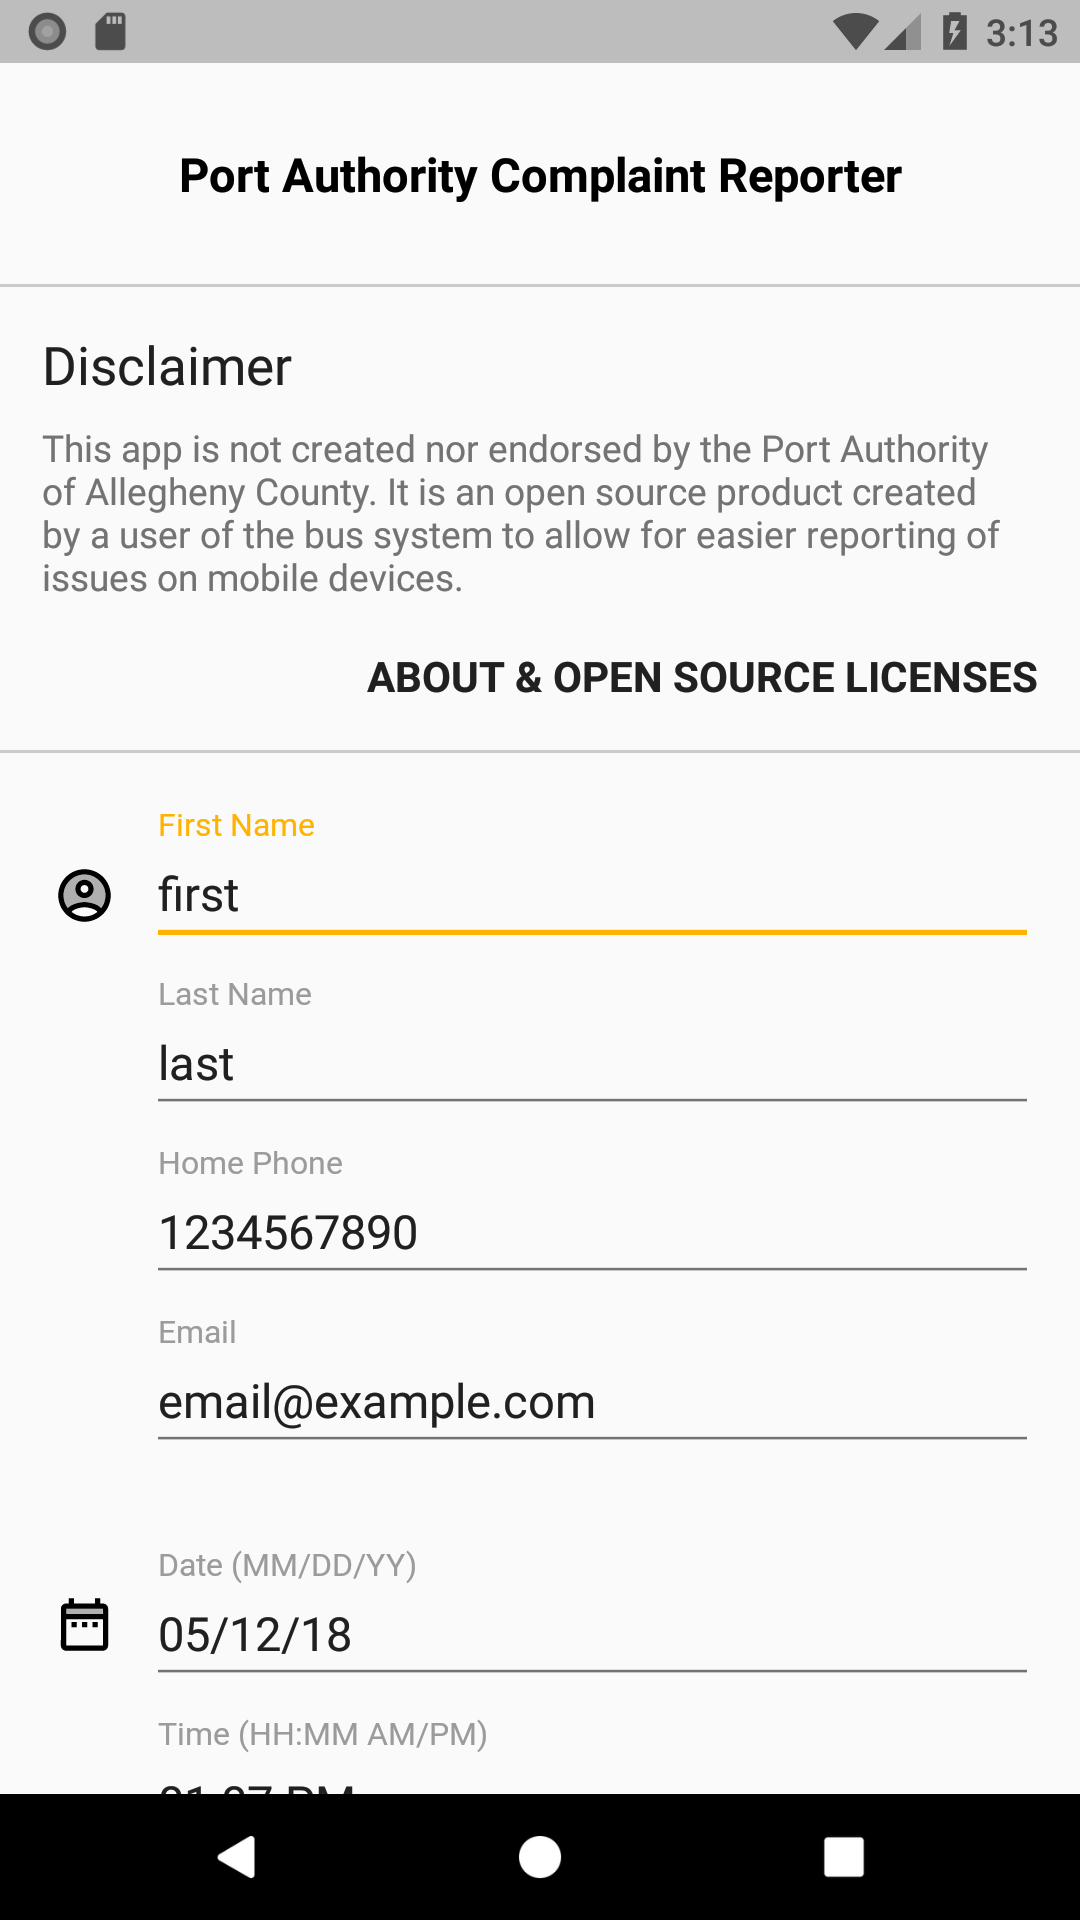 3:13
Port Authority Complaint Reporter
Disclaimer
This app is not created nor endorsed by the Port Authority
of Allegheny County. It is an open source product created
by a user of the bus system to allow for easier reporting of
issues on mobile devices.
ABOUT & OPEN SOURCE LICENSES
First Name
first
Last Name
last
Home Phone
1234567890
Email
email@example.com
Date (MM/DD/YY)
05/12/18
Time (HH:MM AM/PM)